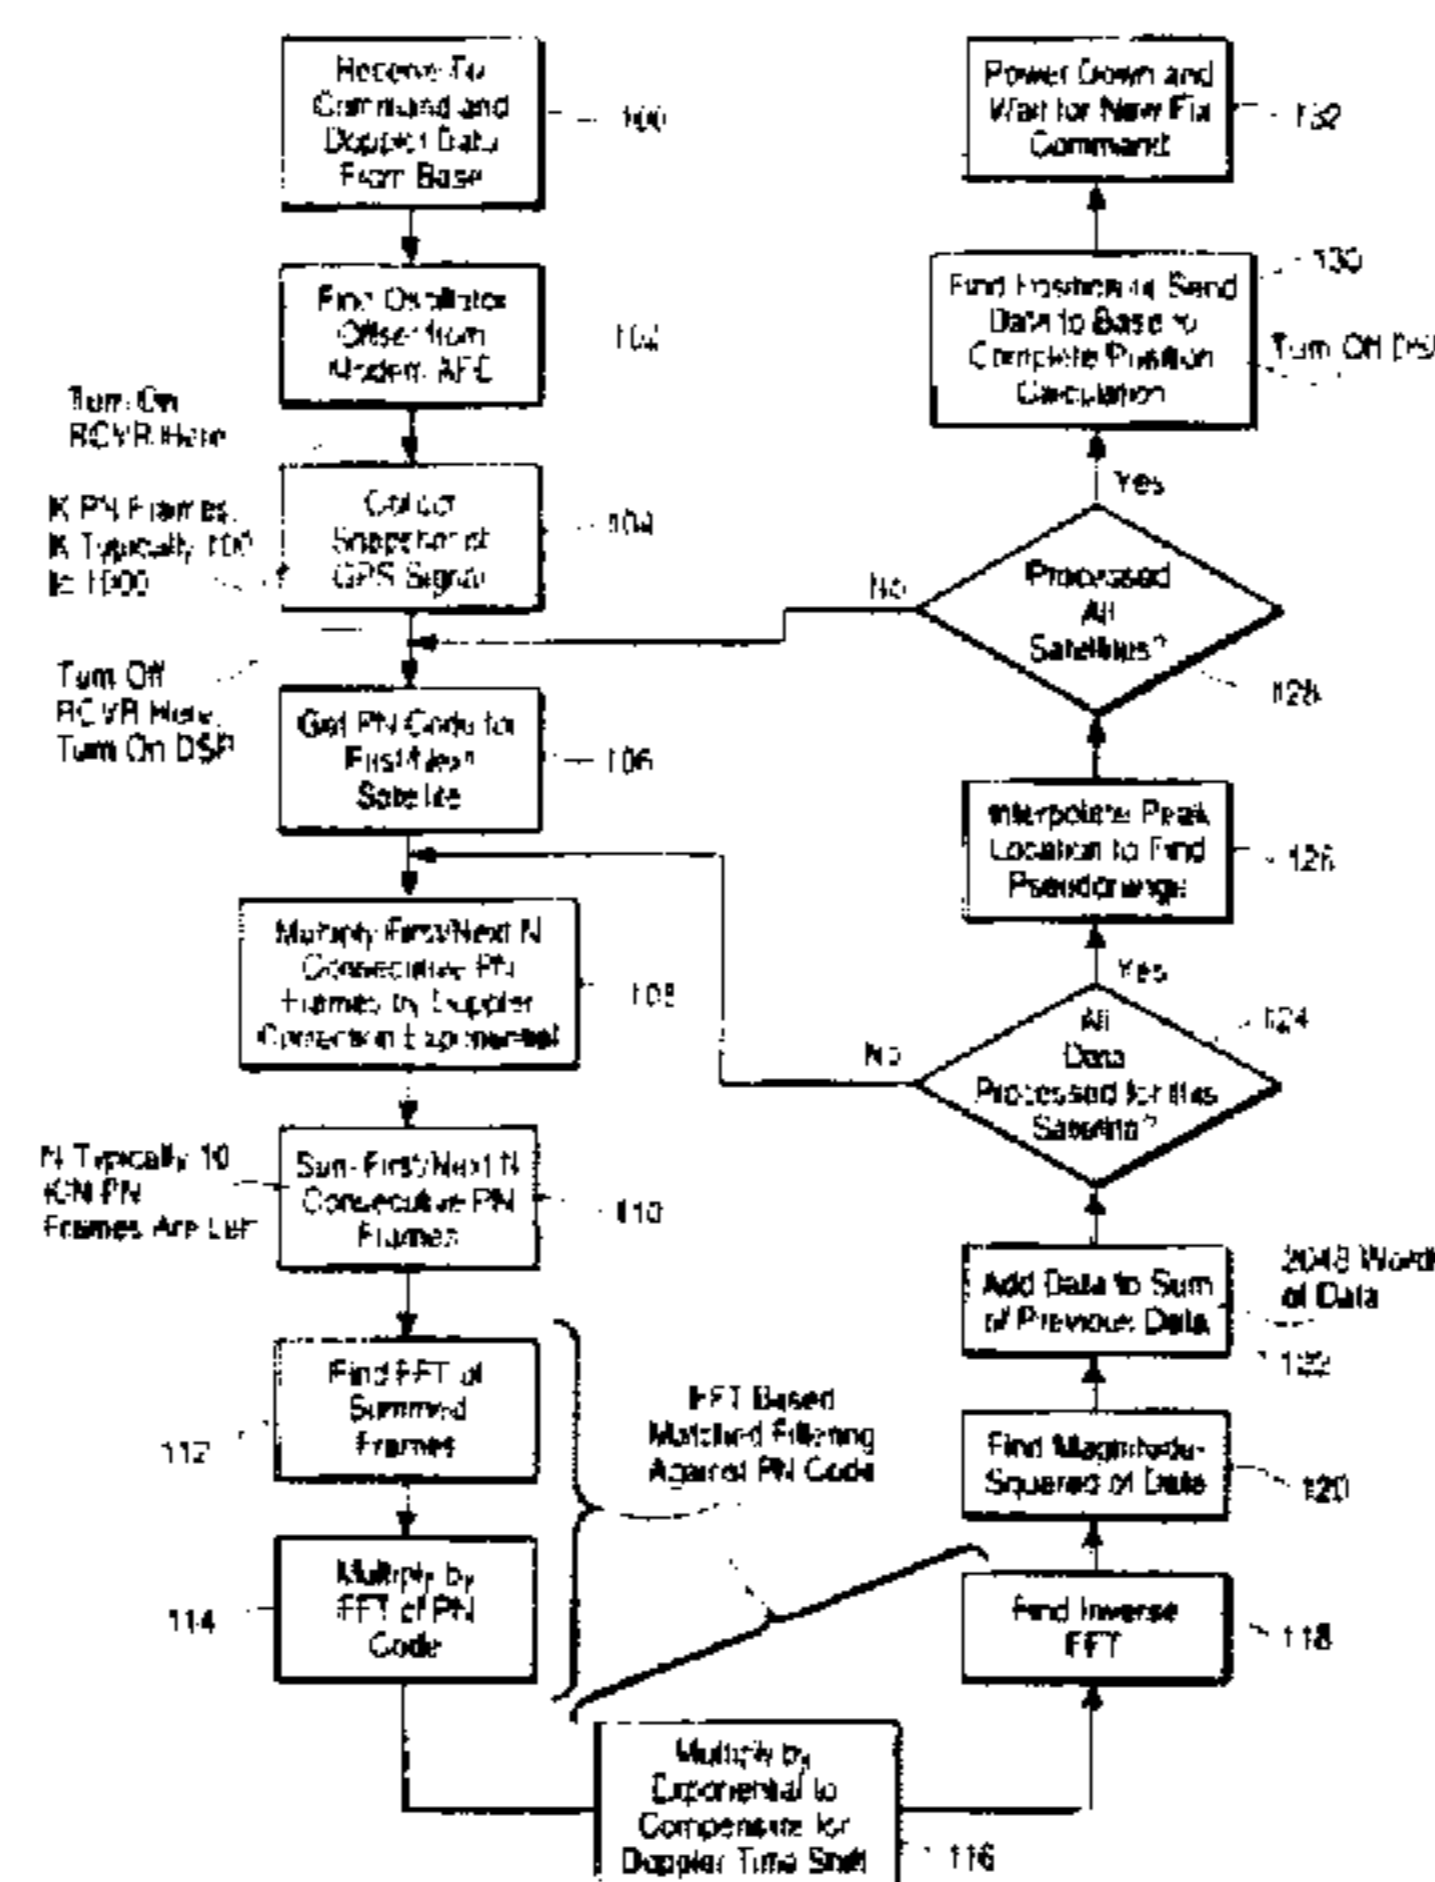 Receive Fix
Command and
Doppler Data
From Base
100
Find Oscillator
Offset from
Modem AFC
102
Turn On
RCVR Here
Collect
Snapshot of
GPS Signal
104
K PN Frames,
K Typically 100
to 1000
Turn Off
RCVR Here,
Turn On DSP
Get PN Code for
First/Next
Satellite
106
Multiply First/Next N
Consecutive PN
Frames by Doppler
Correction Exponential
108
N Typically 10
K/N PN
Frames Are Left
Sum First/Next N
Consecutive PN
Frames
110
Find FFT of
Summed
Frames
112
FFT Based
Matched Filtering
Against PN Code
Multiply by
FFT of PN
Code
114
Multiply by
Exponential to
Compensate for
Doppler Time Shift
116
Find Inverse
FFT
118
Find Magnitude-
Squared of Data
120
Add Data to Sum
of Previous Data
2048 Word
of Data
122
All
Data
Processed for this
Satellite?
124
No
Yes
Interpolate Peak
Location to Find
Pseudorange
126
Processed
All
Satellites?
128
No
Yes
Find Position or Send
Data to Base to
Complete Position
Calculation
130
Turn Off DS
Power Down and
Wait for New Fix
Command
132